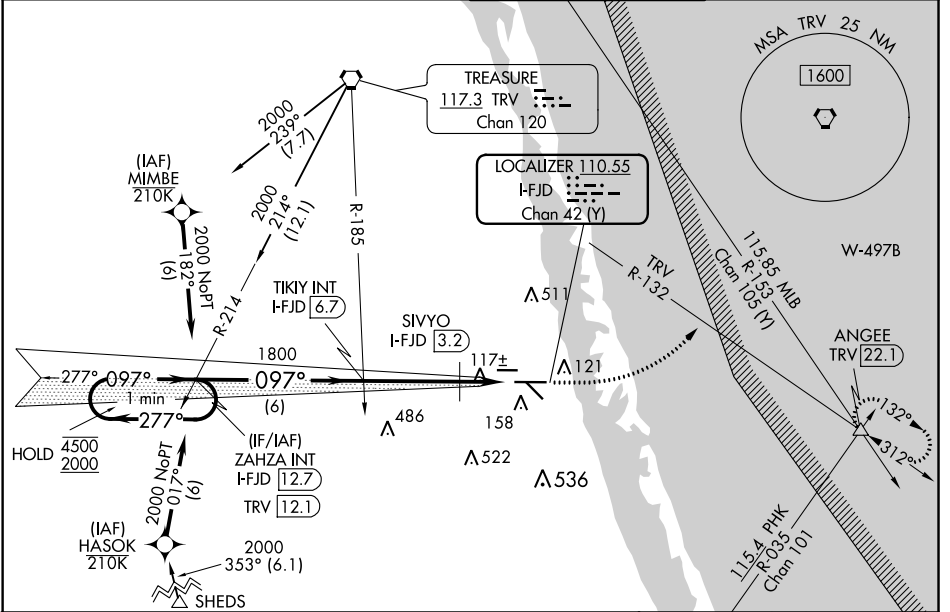 MSA TRV 25 NM
1600
TREASURE
117.3 TRV
Chan 120
LOCALIZER 110.55
I-FJD
Chan 42 (Y)
2000
239°
(7.7)
2000
214°
(12.1)
R-214
R-185
(IAF)
MIMBE
210K
2000 NoPT
182°
(6)
TIKIY INT
I-FJD 6.7
SIVYO
I-FJD 3.2
TRV
R-132
115.85 MLB
R-153
Chan 105 (Y)
W-497B
ANGEE
TRV 22.1
132°
312°
511
117±
121
158
486
522
536
1800
277°
097°
097°
(6)
1 min
277°
HOLD 4500
2000
(IF/IAF)
ZAHZA INT
I-FJD 12.7
TRV 12.1
2000 NoPT
017°
(6)
(IAF)
HASOK
210K
2000
353° (6.1)
SHEDS
115.4 PHK
R-035
Chan 101